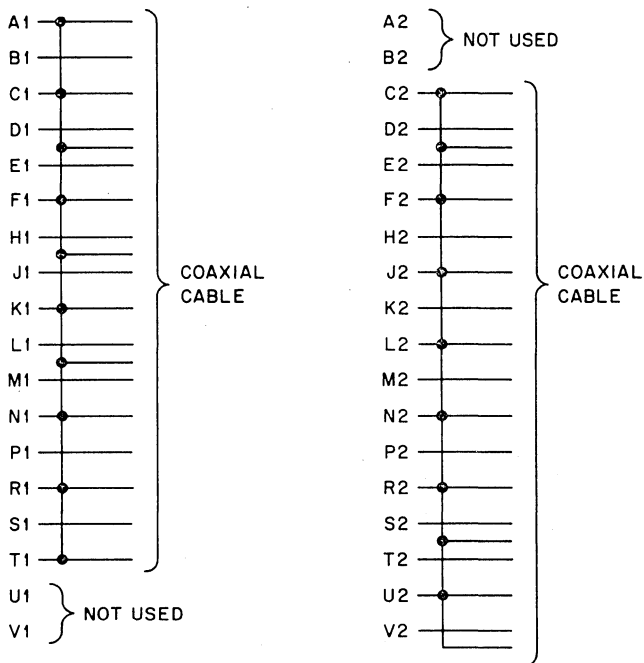 A1
B1
C1
D1
E1
F1
H1
J1
K1
L1
M1
N1
P1
R1
S1
T1
COAXIAL
CABLE
U1
V1
NOT USED
A2
B2
NOT USED
C2
D2
E2
F2
H2
J2
K2
L2
M2
N2
P2
R2
S2
T2
U2
V2
COAXIAL
CABLE